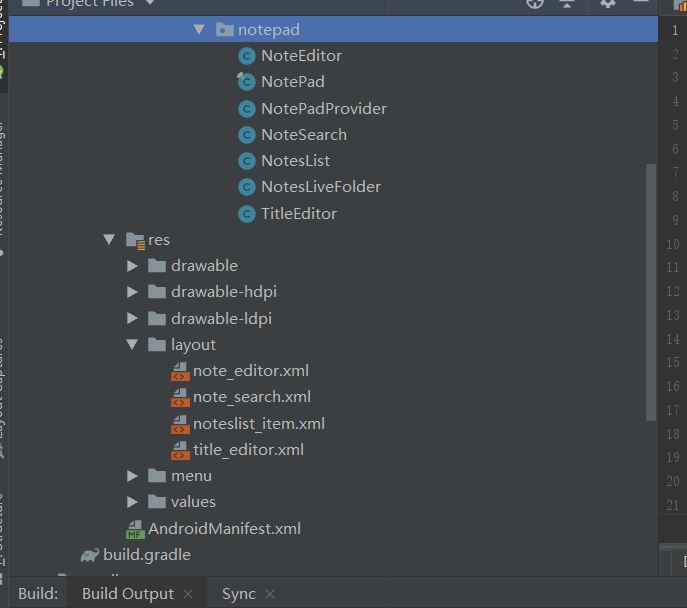 Project Files
notepad
NoteEditor
NotePad
NotePadProvider
NoteSearch
NotesList
NotesLiveFolder
TitleEditor
res
drawable
drawable-hdpi
drawable-ldpi
layout
note_editor.xml
note_search.xml
noteslist_item.xml
title_editor.xml
menu
values
MF AndroidManifest.xml
build.gradle
Build: Build Output Sync
1
2
3
4
5
6
7
8
9
10
11
12
13
14
15
16
17
18
19
20
21